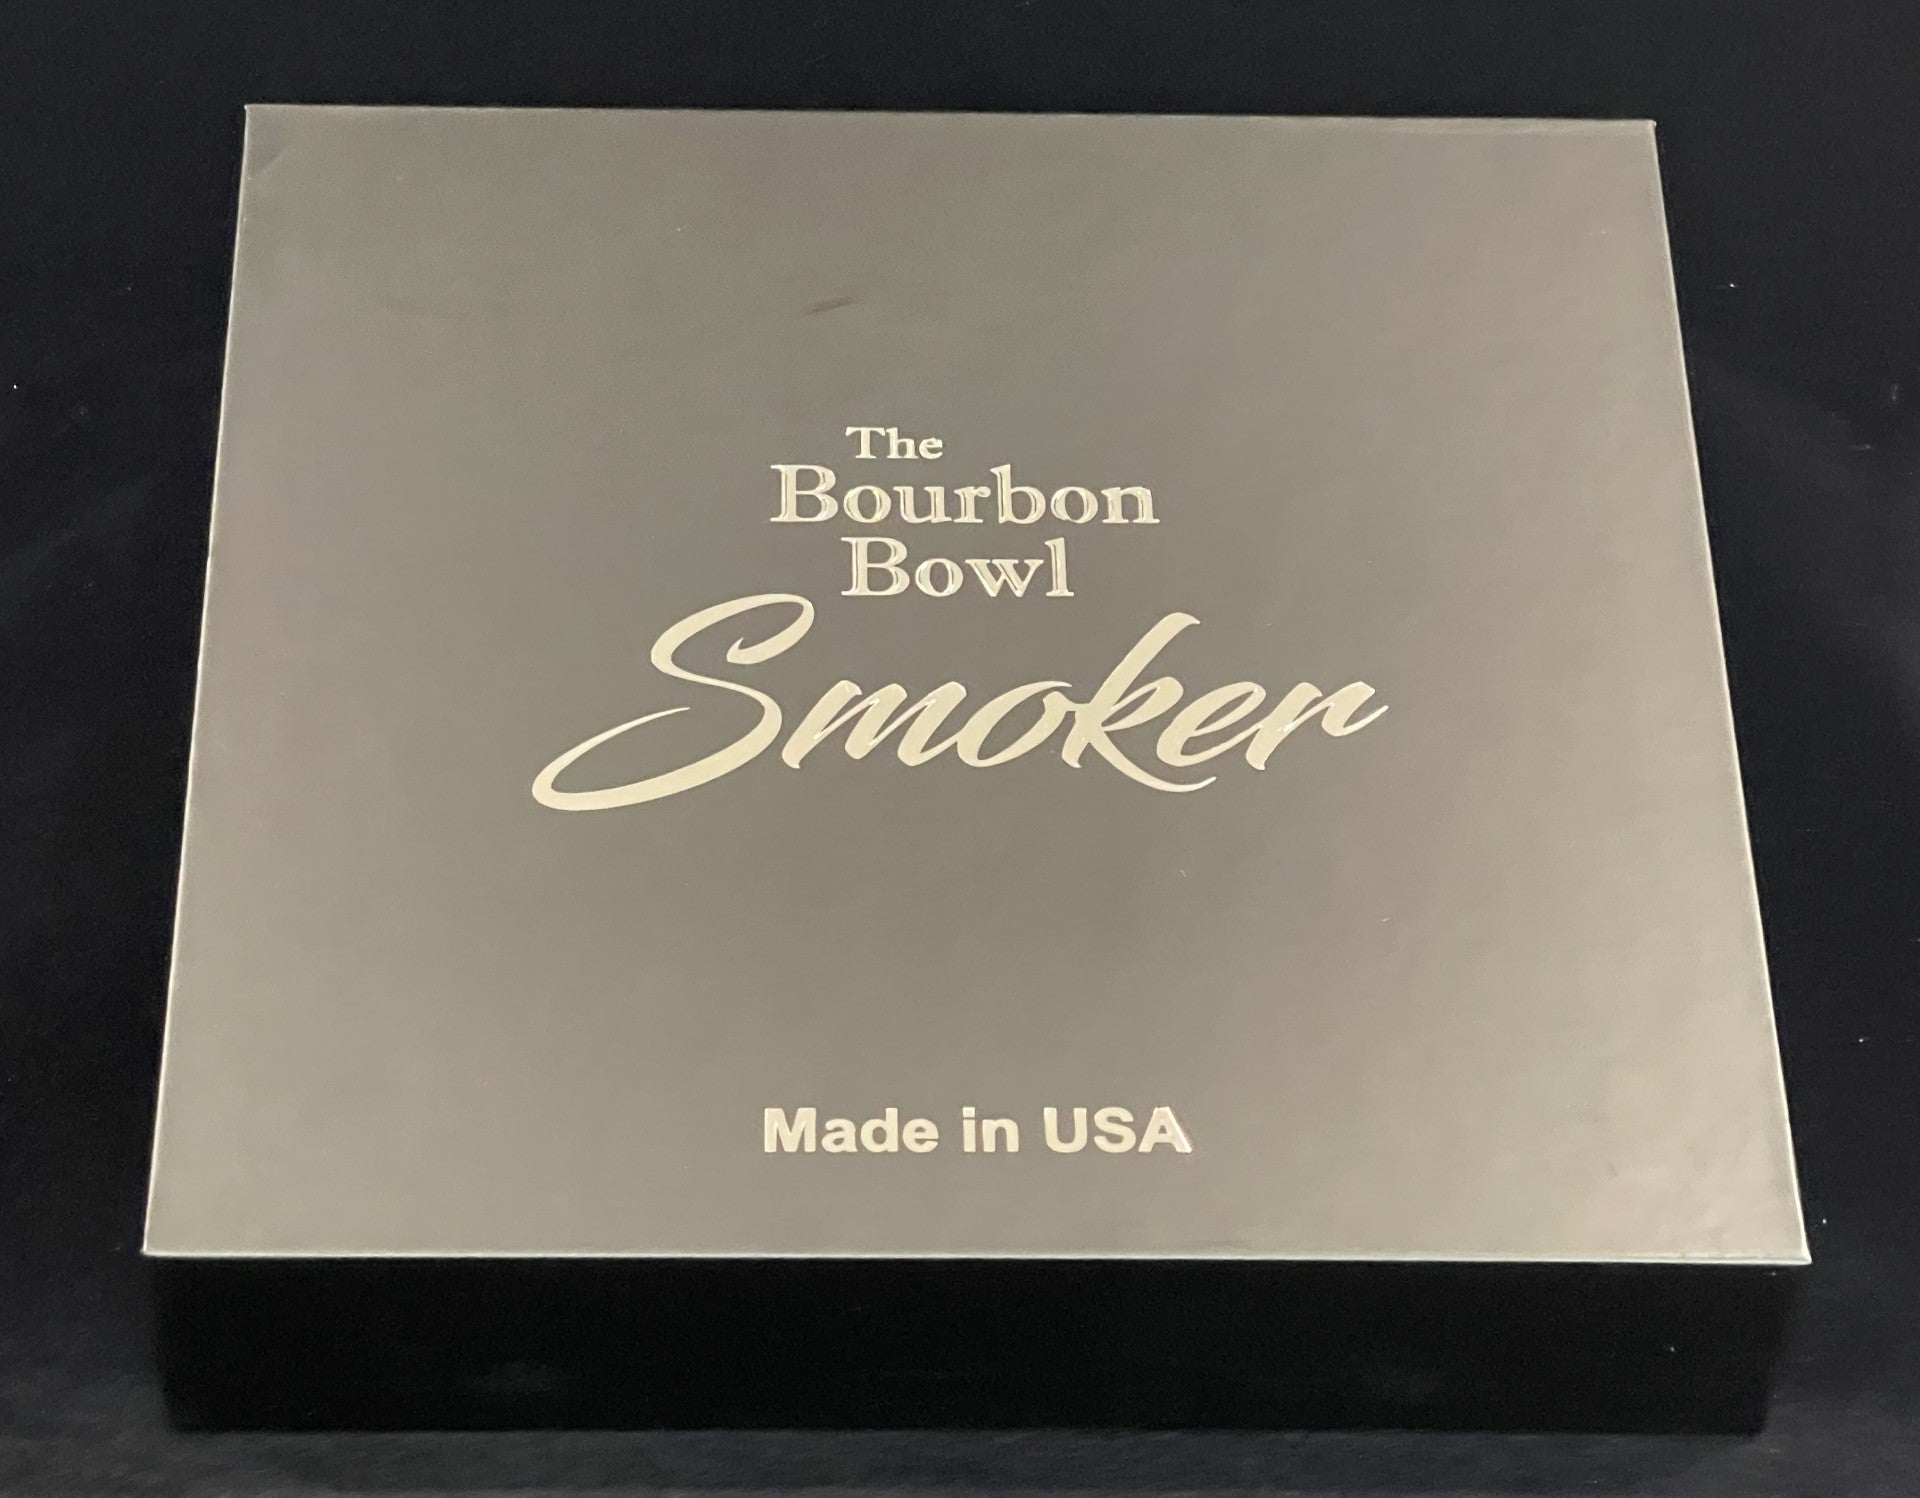 The
Bourbon
Bowl
Smoker
Made in USA